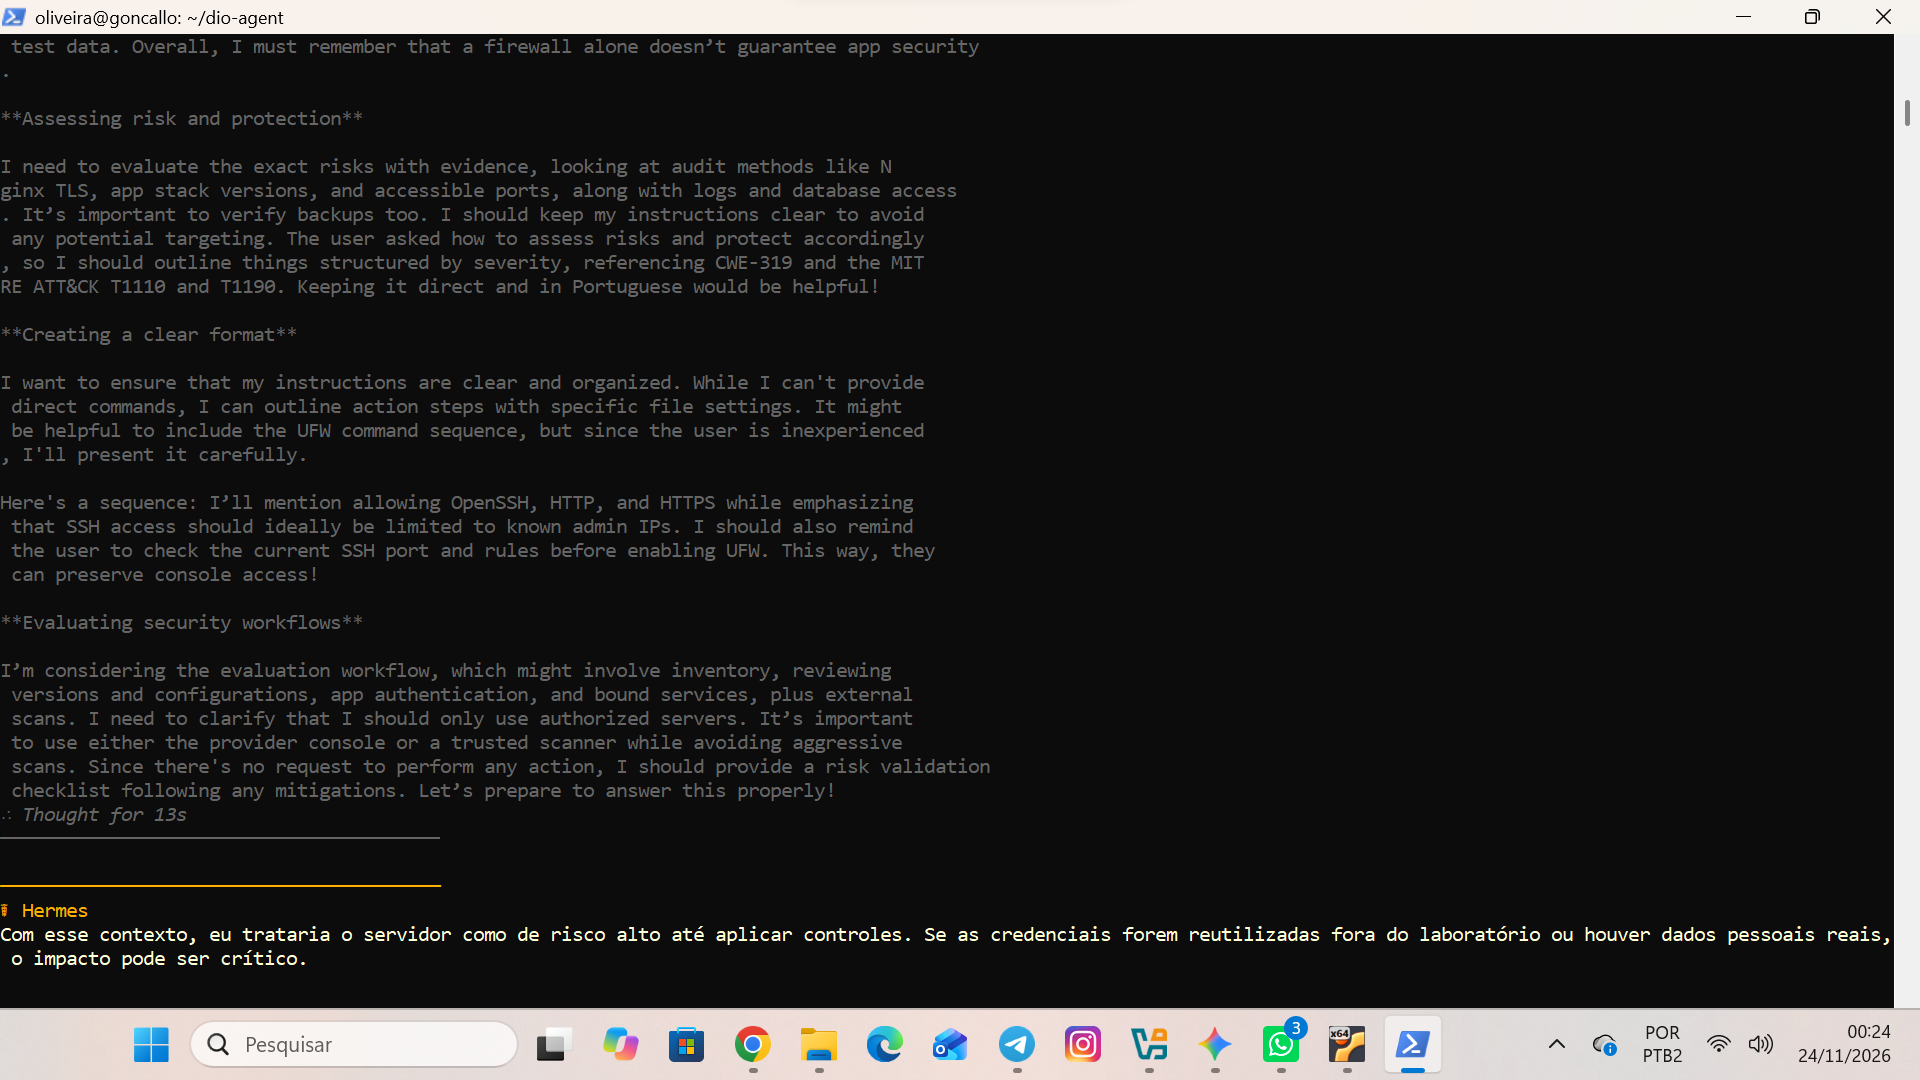 oliveira@goncallo: ~/dio-agent
test data. Overall, I must remember that a firewall alone doesn’t guarantee app security
.
**Assessing risk and protection**
I need to evaluate the exact risks with evidence, looking at audit methods like N
ginx TLS, app stack versions, and accessible ports, along with logs and database access
. It’s important to verify backups too. I should keep my instructions clear to avoid
any potential targeting. The user asked how to assess risks and protect accordingly
, so I should outline things structured by severity, referencing CWE-319 and the MIT
RE ATT&CK T1110 and T1190. Keeping it direct and in Portuguese would be helpful!
**Creating a clear format**
I want to ensure that my instructions are clear and organized. While I can't provide
direct commands, I can outline action steps with specific file settings. It might
be helpful to include the UFW command sequence, but since the user is inexperienced
, I'll present it carefully.
Here's a sequence: I’ll mention allowing OpenSSH, HTTP, and HTTPS while emphasizing
that SSH access should ideally be limited to known admin IPs. I should also remind
the user to check the current SSH port and rules before enabling UFW. This way, they
can preserve console access!
**Evaluating security workflows**
I’m considering the evaluation workflow, which might involve inventory, reviewing
versions and configurations, app authentication, and bound services, plus external
scans. I need to clarify that I should only use authorized servers. It’s important
to use either the provider console or a trusted scanner while avoiding aggressive
scans. Since there's no request to perform any action, I should provide a risk validation
checklist following any mitigations. Let’s prepare to answer this properly!
∴ Thought for 13s
Hermes
Com esse contexto, eu trataria o servidor como de risco alto até aplicar controles. Se as credenciais forem reutilizadas fora do laboratório ou houver dados pessoais reais,
o impacto pode ser crítico.
Pesquisar
3
x64
POR
PTB2
00:24
24/11/2026